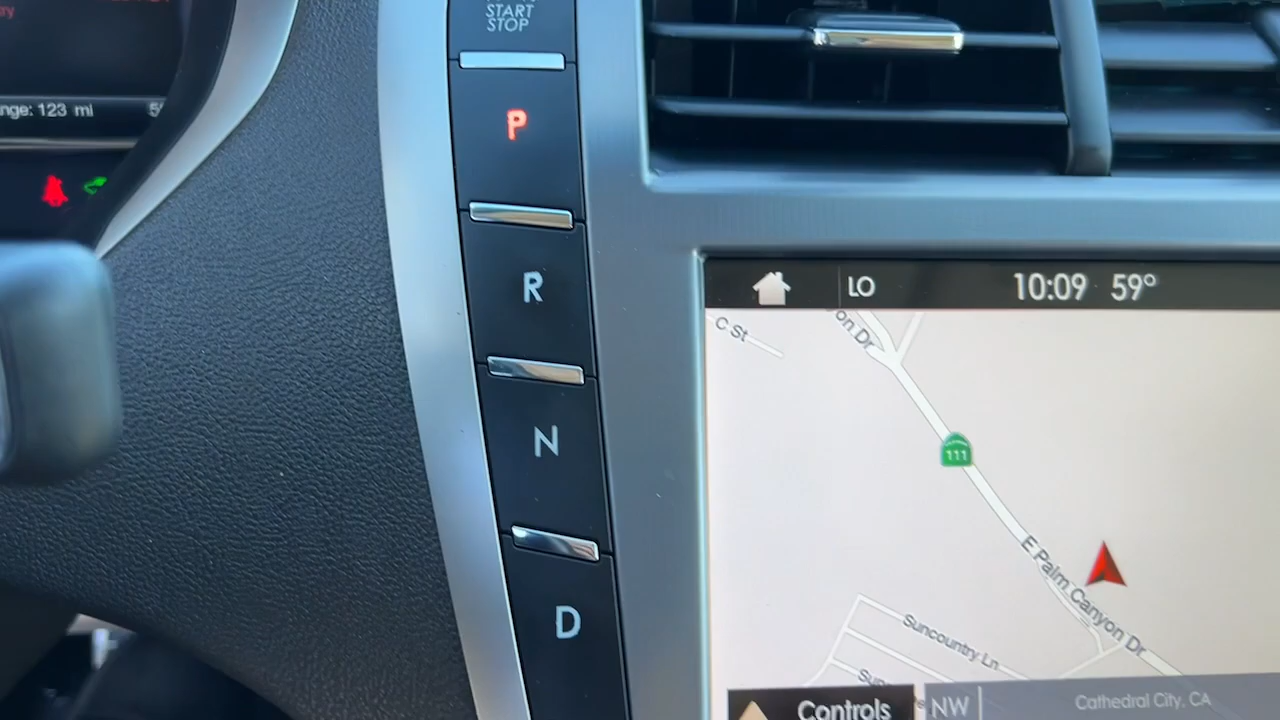 START
STOP
nge: 123 mi
P
R
N
D
LO
10:09 59°
C St
on Dr
111
E Palm Canyon Dr
Suncountry Ln
Controls
NW
Cathedral City, CA